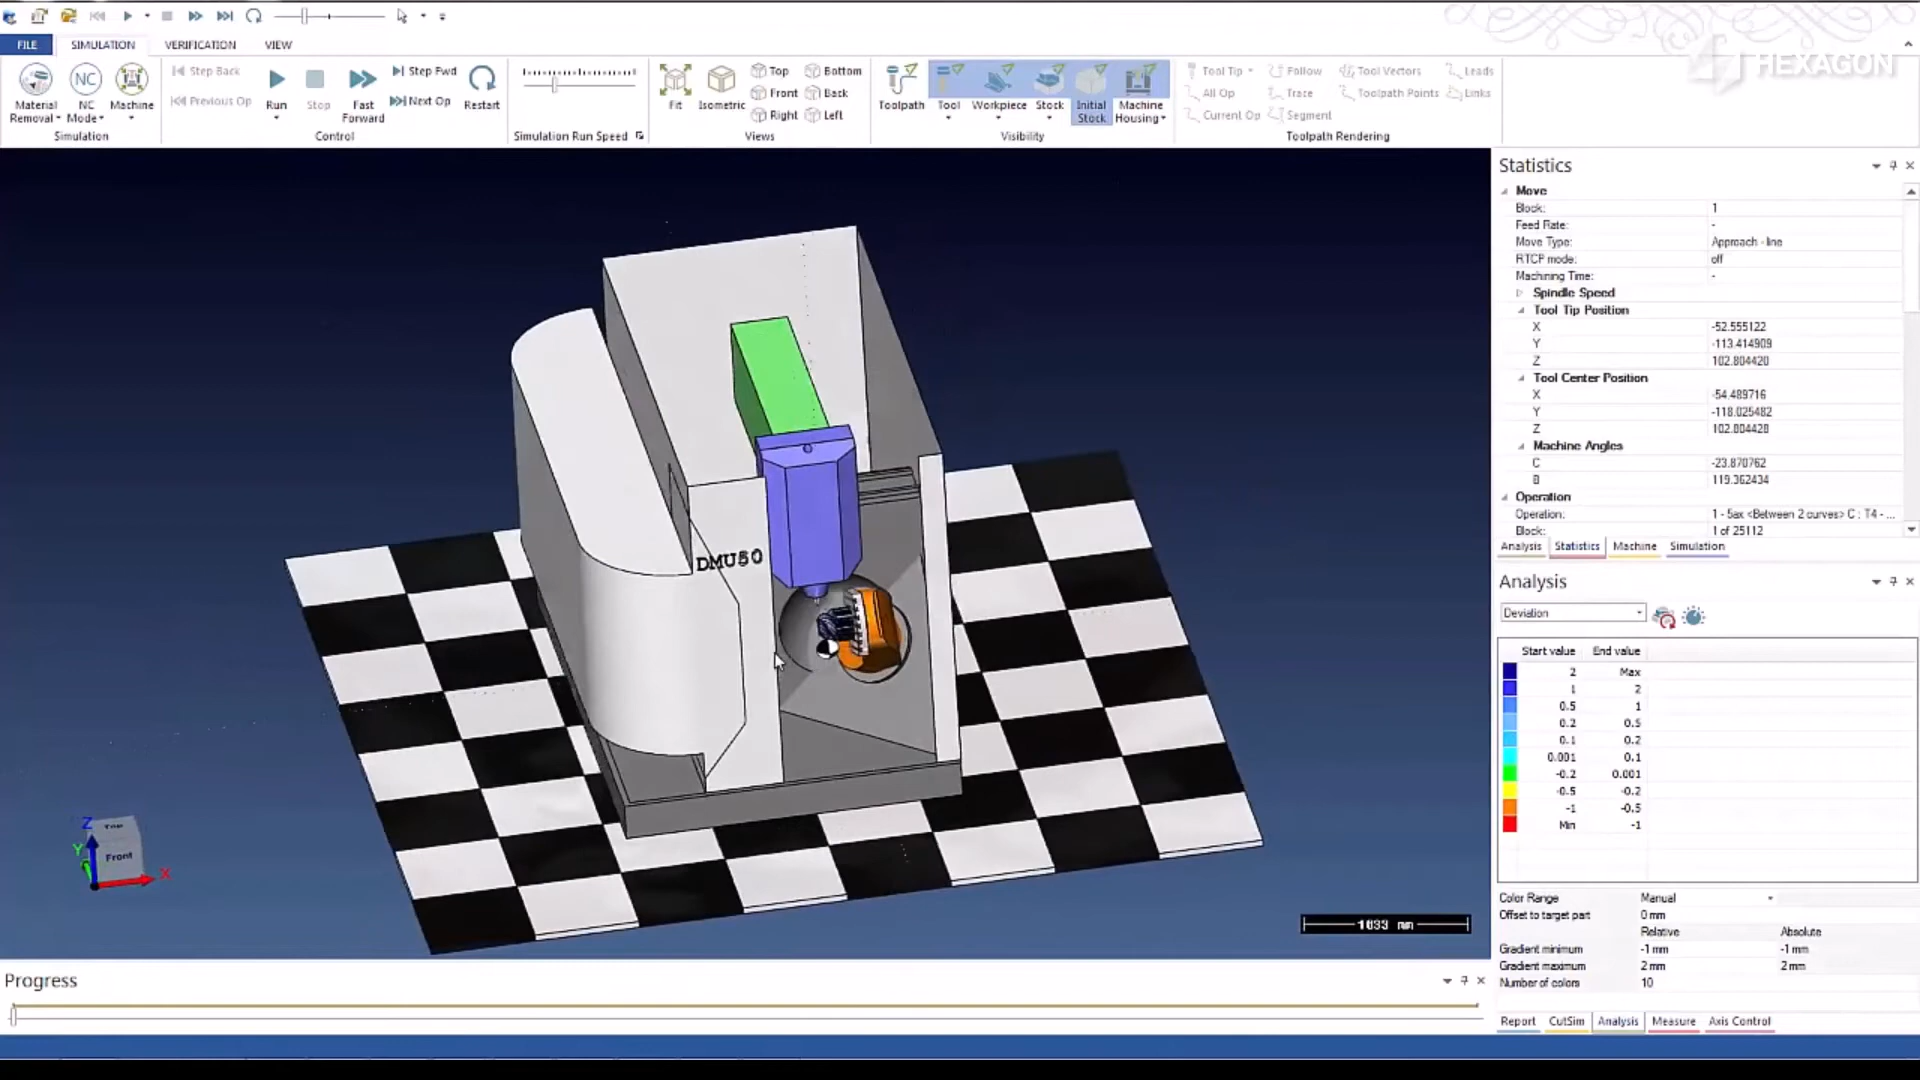 HEXAGON
FILE SIMULATION VERIFICATION VIEW
Material Removal NC Mode Machine
Simulation
Step Back
Previous Op
Run Stop Fast Forward
Step Fwd
Next Op
Restart
Control
Simulation Run Speed
Fit Isometric
Top Bottom
Front Back
Right Left
Views
Toolpath Tool Workpiece Stock Initial Stock Machine Housing
Visibility
Tool Tip Follow Tool Vectors Leads
All Op Trace Toolpath Points Links
Current Op Segment
Toolpath Rendering
DMU50
Z
Y
X
Top
Front
1033 mm
Statistics
Move
Block: 1
Feed Rate: -
Move Type: Approach - line
RTCP mode: off
Machining Time: -
Spindle Speed
Tool Tip Position
X -52.555122
Y -113.414909
Z 102.804420
Tool Center Position
X -54.489716
Y -118.025482
Z 102.804420
Machine Angles
C -23.870762
B 119.362434
Operation
Operation: 1 - 5ax <Between 2 curves> C : T4 - ...
Block: 1 of 25112
Analysis Statistics Machine Simulation
Analysis
Deviation
Start value End value
2 Max
1 2
0.5 1
0.2 0.5
0.1 0.2
0.001 0.1
-0.2 0.001
-0.5 -0.2
-1 -0.5
Min -1
Color Range Manual
Offset to target part 0 mm
Relative Absolute
Gradient minimum -1 mm -1 mm
Gradient maximum 2 mm 2 mm
Number of colors 10
Report CutSim Analysis Measure Axis Control
Progress